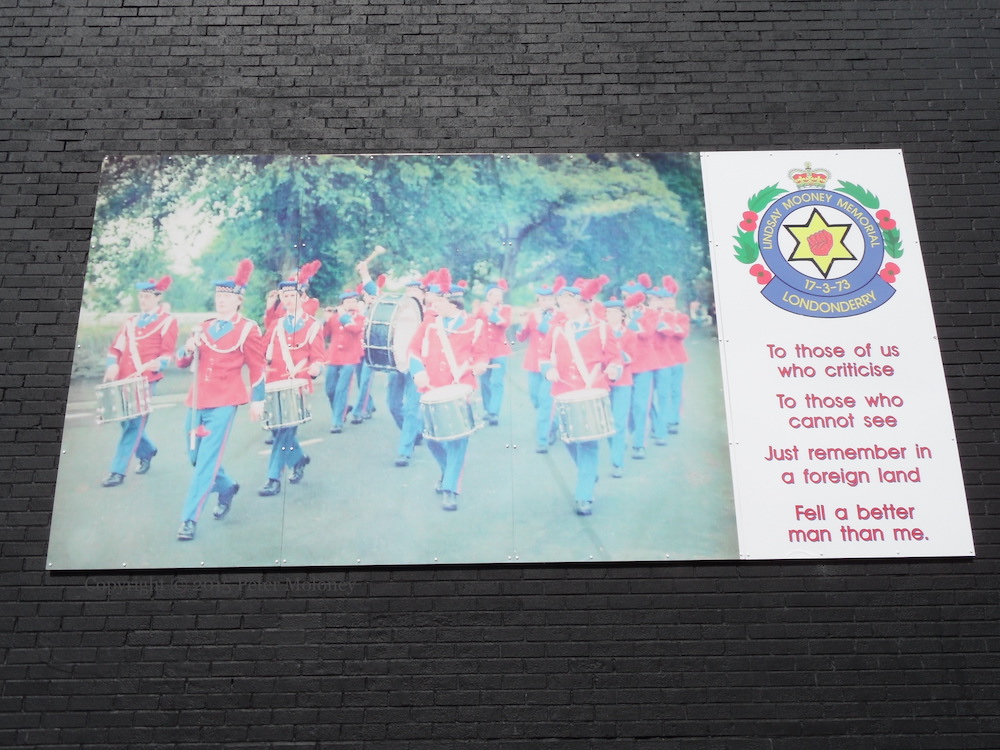 LINDSAY MOONEY MEMORIAL
17-3-73
LONDONDERRY
To those of us
who criticise
To those who
cannot see
Just remember in
a foreign land
Fell a better
man than me.
Copyright © 2015 Peter Moloney